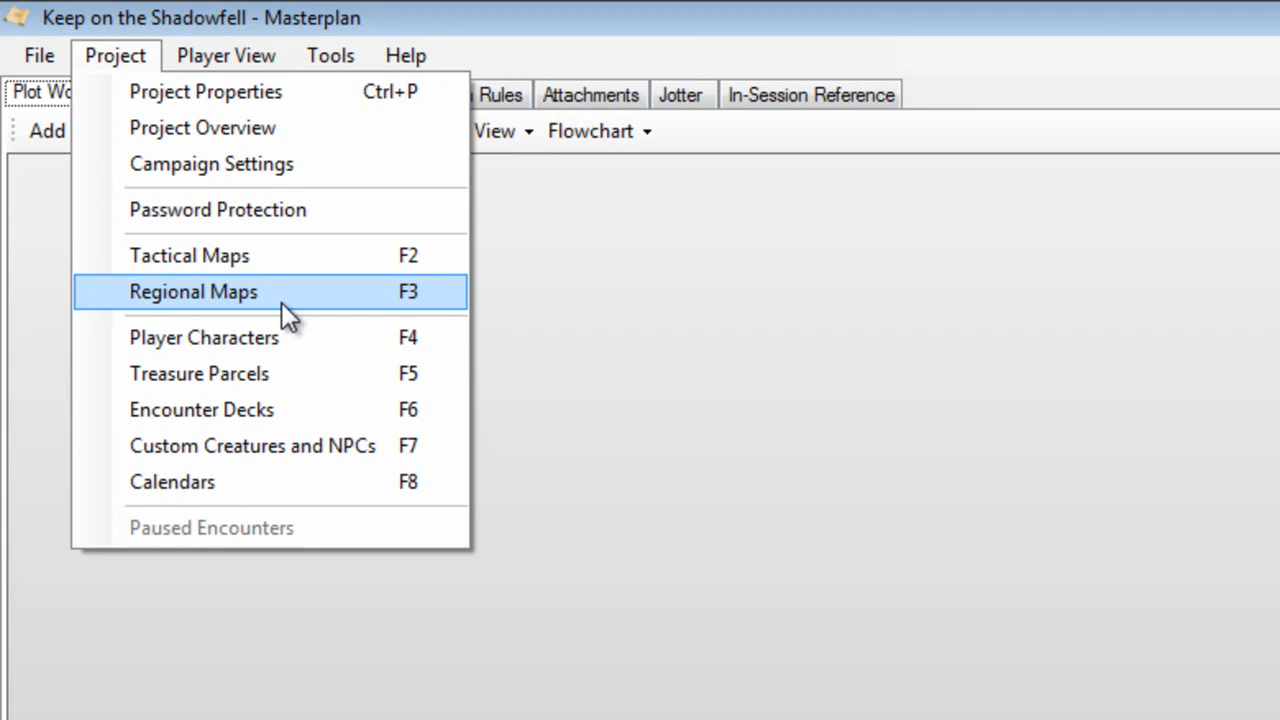 Keep on the Shadowfell - Masterplan
File Project Player View Tools Help
Plot Wo Rules Attachments Jotter In-Session Reference
Add View Flowchart
Project Properties Ctrl+P
Project Overview
Campaign Settings
Password Protection
Tactical Maps F2
Regional Maps F3
Player Characters F4
Treasure Parcels F5
Encounter Decks F6
Custom Creatures and NPCs F7
Calendars F8
Paused Encounters